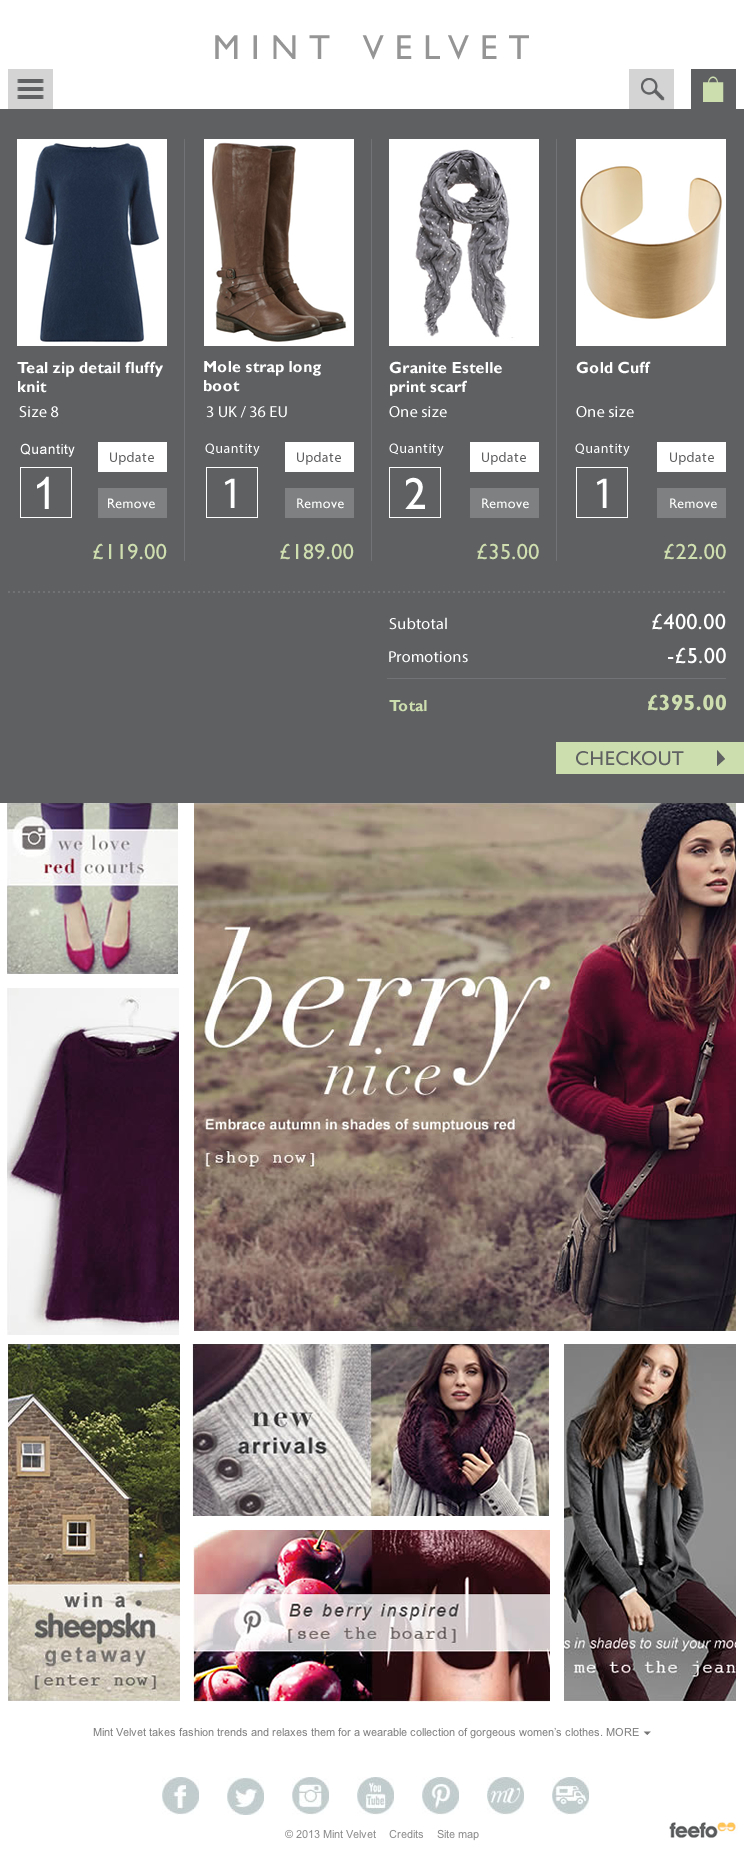 MINT VELVET
Teal zip detail fluffy
knit
Size 8
Quantity
1
Update
Remove
£119.00
Mole strap long
boot
3 UK / 36 EU
Quantity
1
Update
Remove
£189.00
Granite Estelle
print scarf
One size
Quantity
2
Update
Remove
£35.00
Gold Cuff
One size
Quantity
1
Update
Remove
£22.00
Subtotal £400.00
Promotions -£5.00
Total £395.00
CHECKOUT
we love
red courts
berry
nice
Embrace autumn in shades of sumptuous red
[shop now]
new
arrivals
win a
sheepskn
getaway
[enter now]
Be berry inspired
[see the board]
s in shades to suit your moo
me to the jean
Mint Velvet takes fashion trends and relaxes them for a wearable collection of gorgeous women's clothes. MORE
You
Tube
mv
© 2013 Mint Velvet Credits Site map
feefo